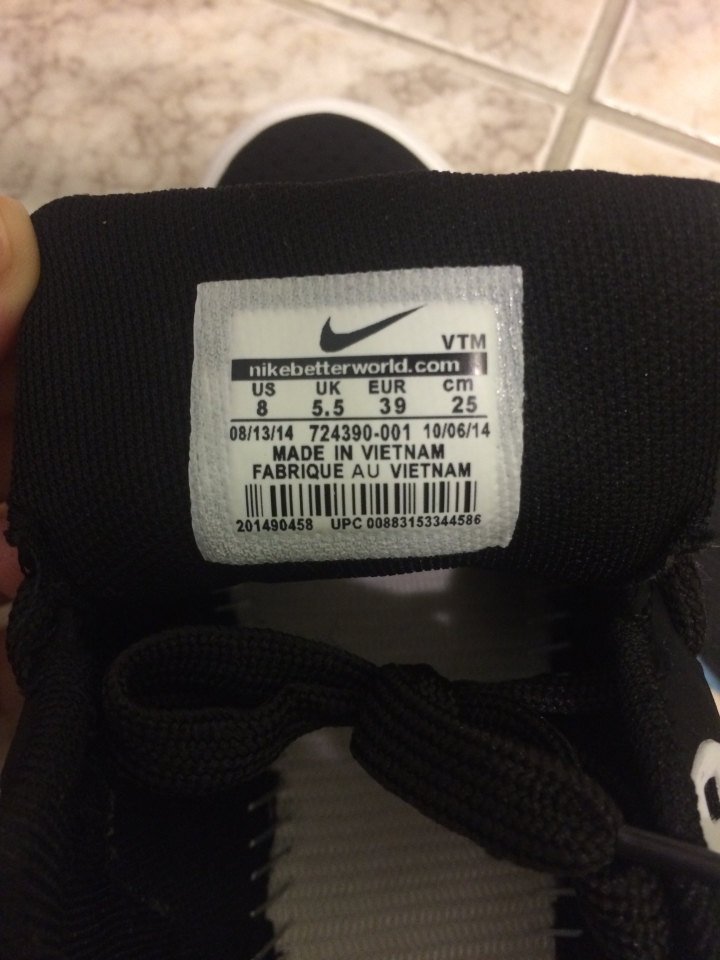 VTM
nikebetterworld.com
US UK EUR cm
8 5.5 39 25
08/13/14 724390-001 10/06/14
MADE IN VIETNAM
FABRIQUE AU VIETNAM
201490458 UPC 00883153344586